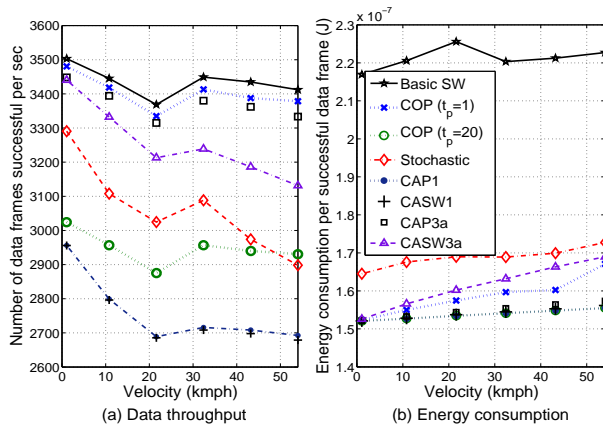 Number of data frames successful per sec
3600
3500
3400
3300
3200
3100
3000
2900
2800
2700
2600
0 10 20 30 40 50
Velocity (kmph)
(a) Data throughput
Energy consumption per successful data frame (J)
x 10^-7
2.3
2.2
2.1
2
1.9
1.8
1.7
1.6
1.5
1.4
0 10 20 30 40 50
Velocity (kmph)
(b) Energy consumption
Basic SW
COP (t_p=1)
COP (t_p=20)
Stochastic
CAP1
CASW1
CAP3a
CASW3a